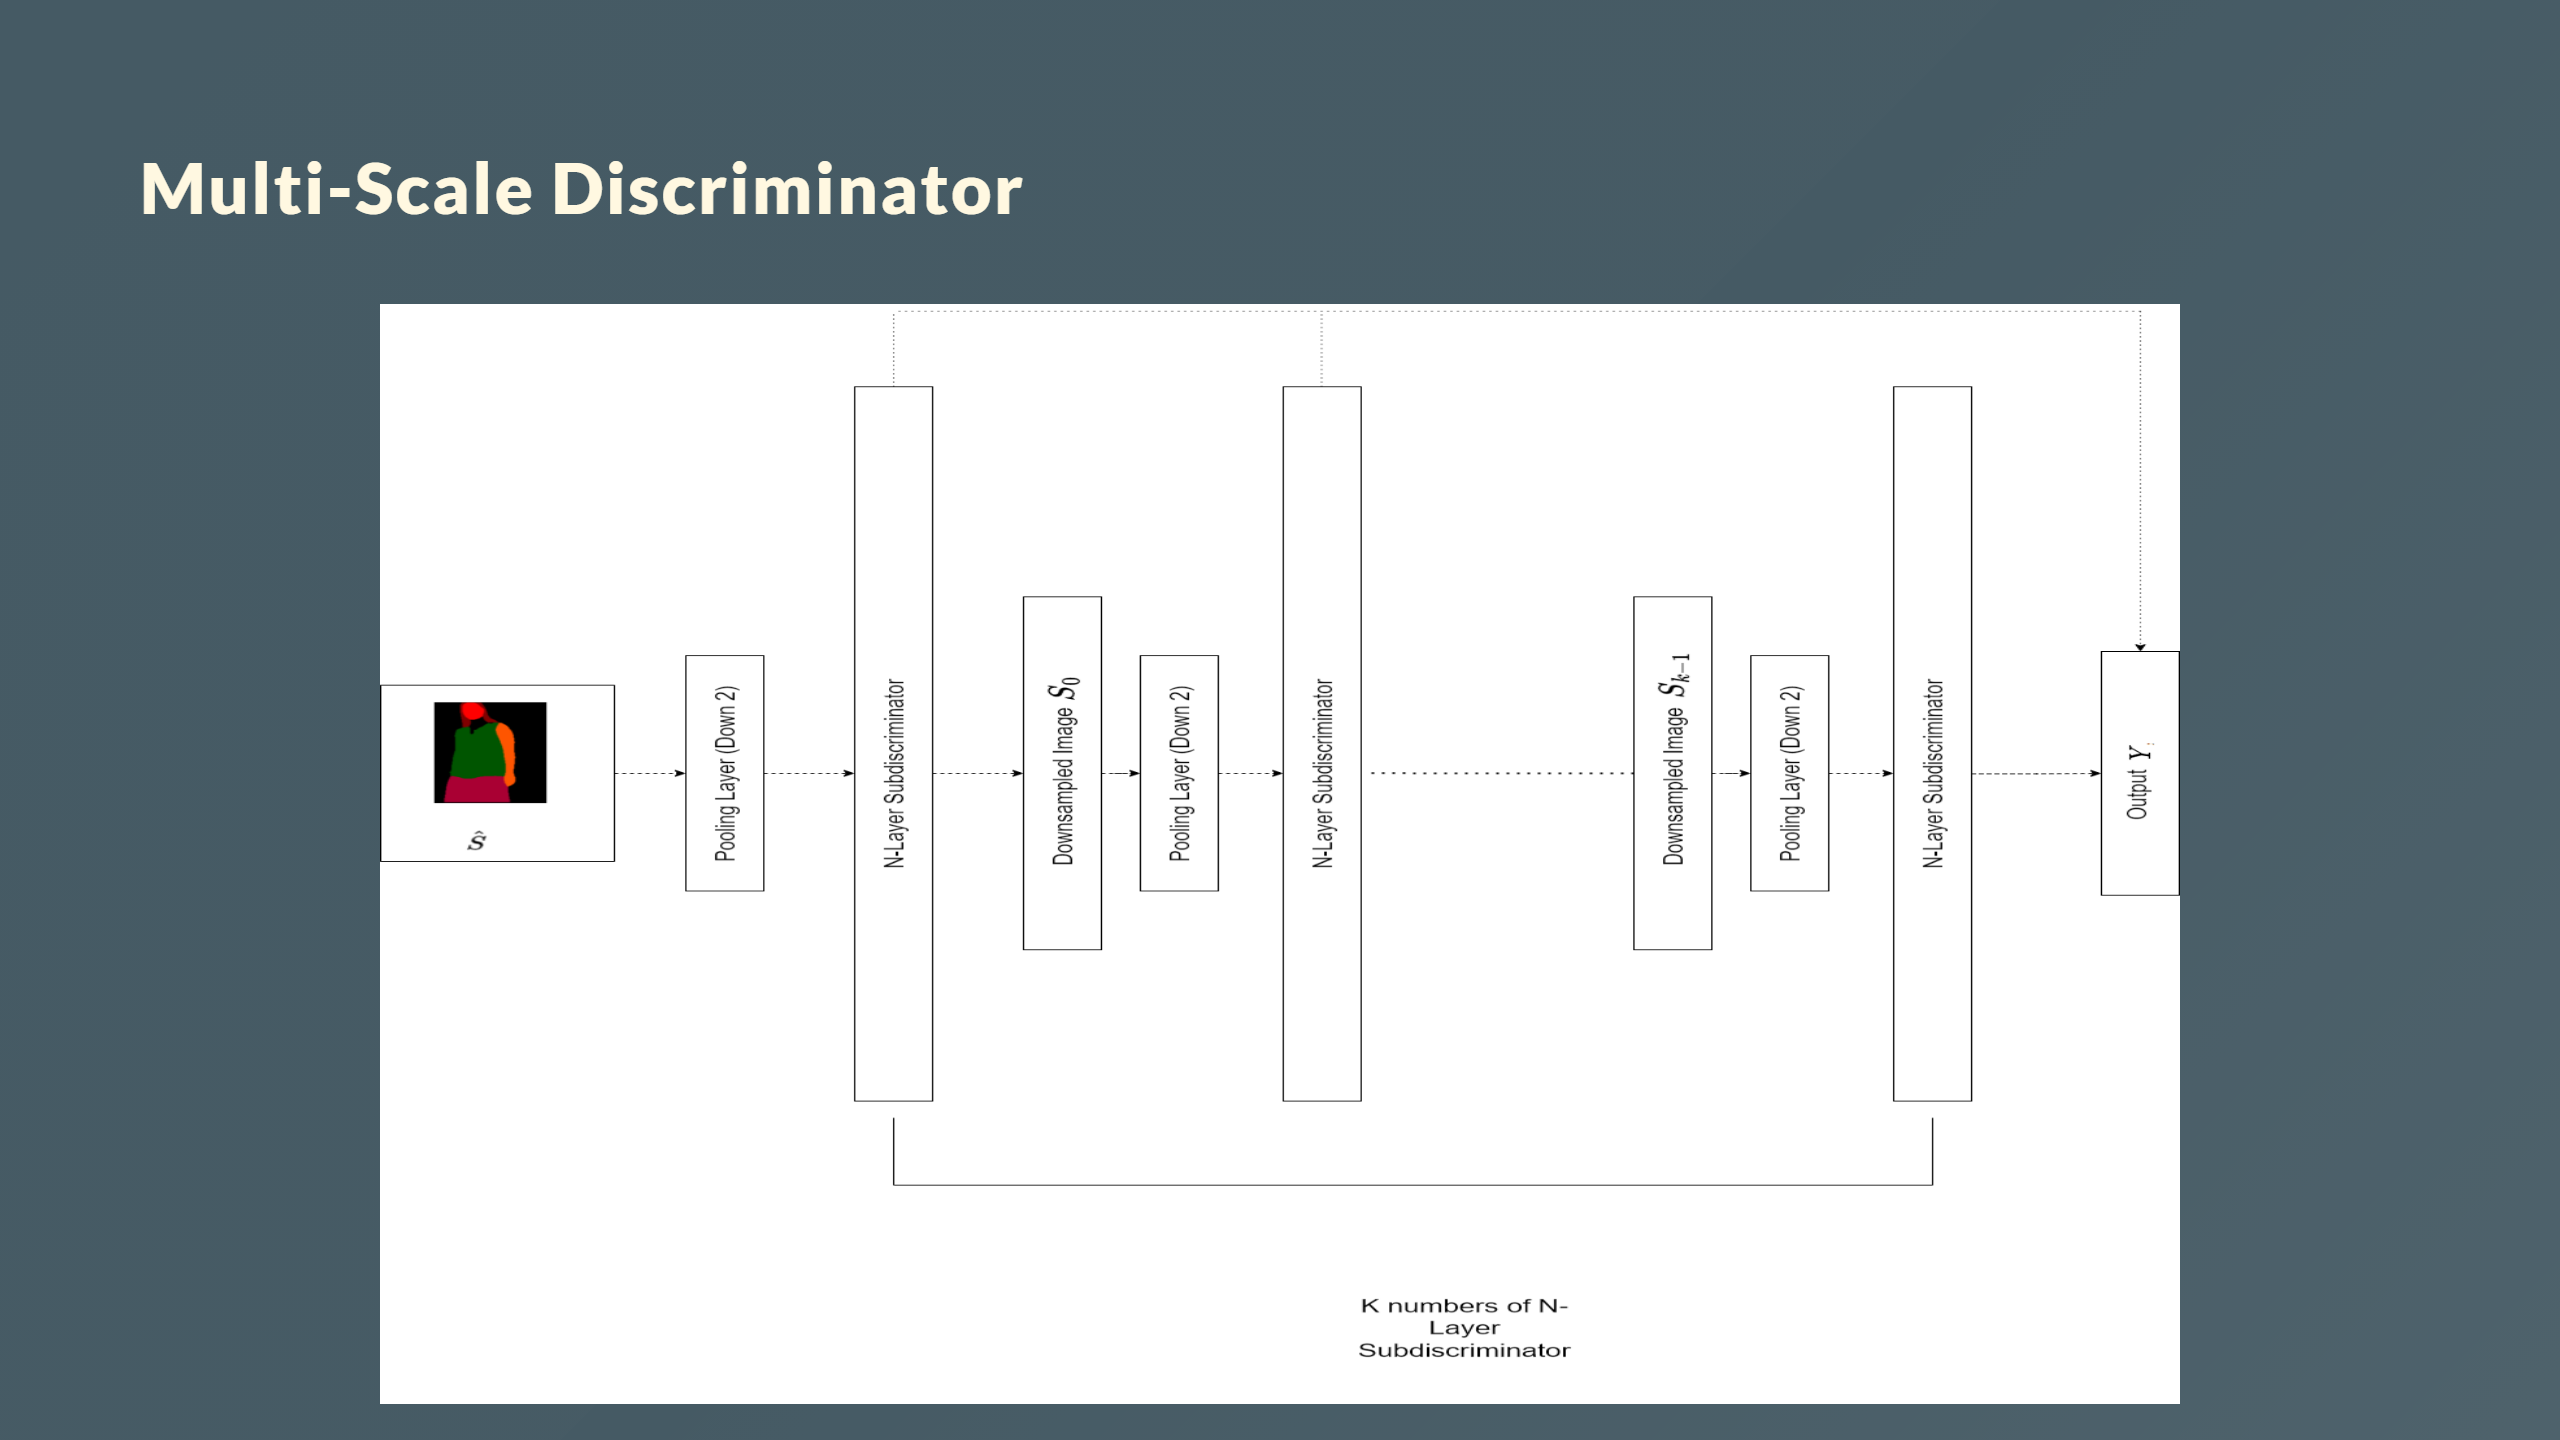 Multi-Scale Discriminator
ŝ
Pooling Layer (Down 2)
N-Layer Subdiscriminator
Downsampled Image S₀
Pooling Layer (Down 2)
N-Layer Subdiscriminator
Downsampled Image Sₖ₋₁
Pooling Layer (Down 2)
N-Layer Subdiscriminator
Output Y
K numbers of N-
Layer
Subdiscriminator